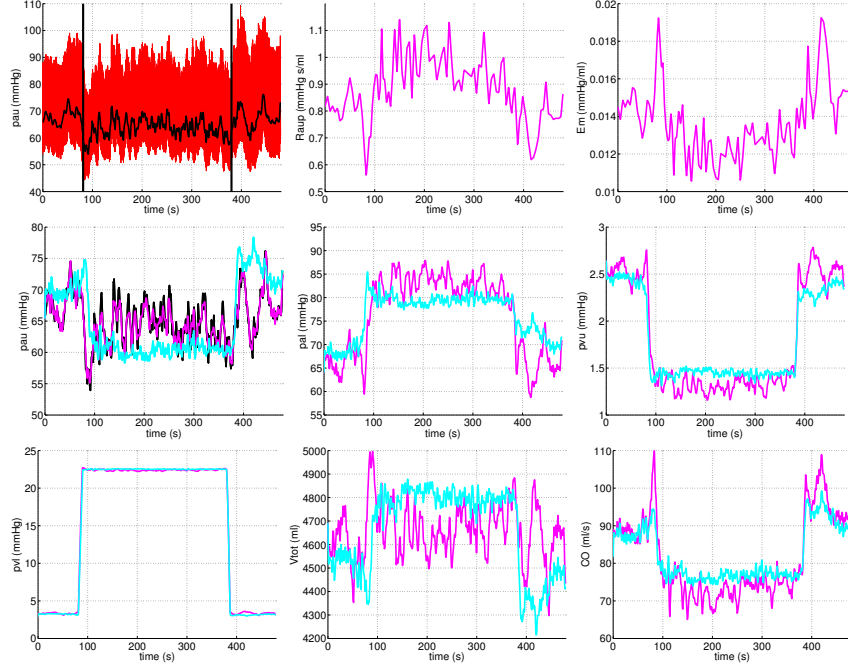 110
100
90
80
70
60
50
40
pau (mmHg)
0 100 200 300 400
time (s)
1.2
1.1
1
0.9
0.8
0.7
0.6
0.5
Raup (mmHg s/ml)
0 100 200 300 400
time (s)
0.02
0.018
0.016
0.014
0.012
0.01
Em (mmHg/ml)
0 100 200 300 400
time (s)
80
75
70
65
60
55
50
pau (mmHg)
0 100 200 300 400
time (s)
95
90
85
80
75
70
65
60
55
pal (mmHg)
0 100 200 300 400
time (s)
3
2.5
2
1.5
1
pvu (mmHg)
0 100 200 300 400
time (s)
25
20
15
10
5
0
pvl (mmHg)
0 100 200 300 400
time (s)
5000
4900
4800
4700
4600
4500
4400
4300
4200
Vtot (ml)
0 100 200 300 400
time (s)
110
100
90
80
70
60
CO (ml/s)
0 100 200 300 400
time (s)